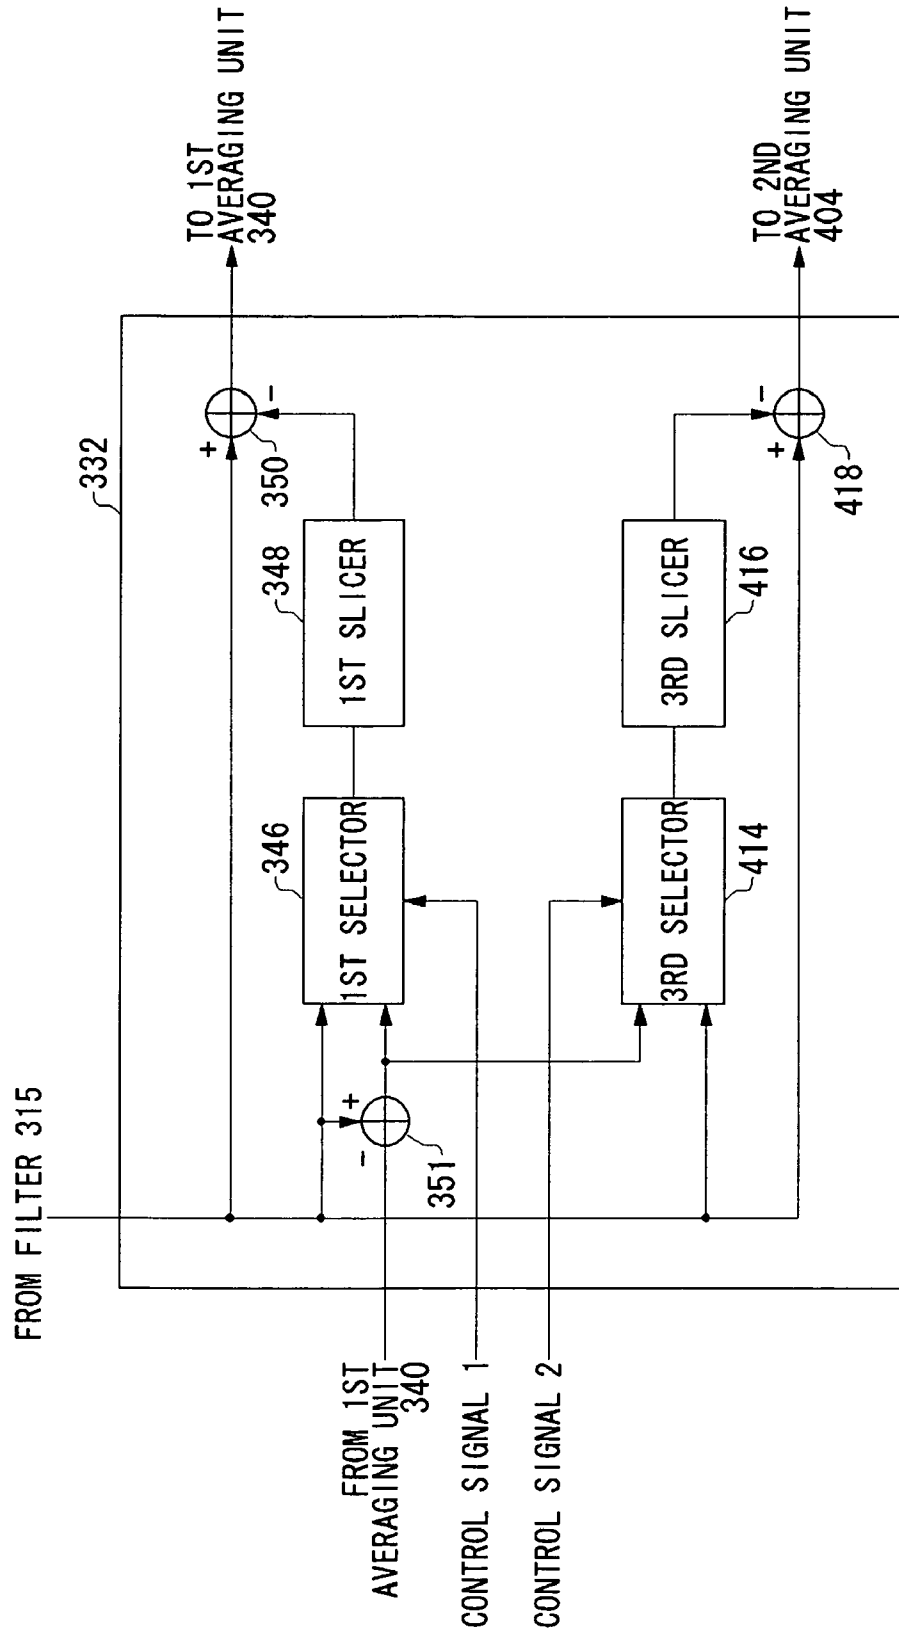 FROM FILTER 315
332
TO 1ST
AVERAGING UNIT
340
+
-
350
346
1ST SELECTOR
348
1ST SLICER
+
-
351
FROM 1ST
AVERAGING UNIT
340
CONTROL SIGNAL 1
CONTROL SIGNAL 2
3RD SELECTOR
414
3RD SLICER
416
-
+
418
TO 2ND
AVERAGING UNIT
404